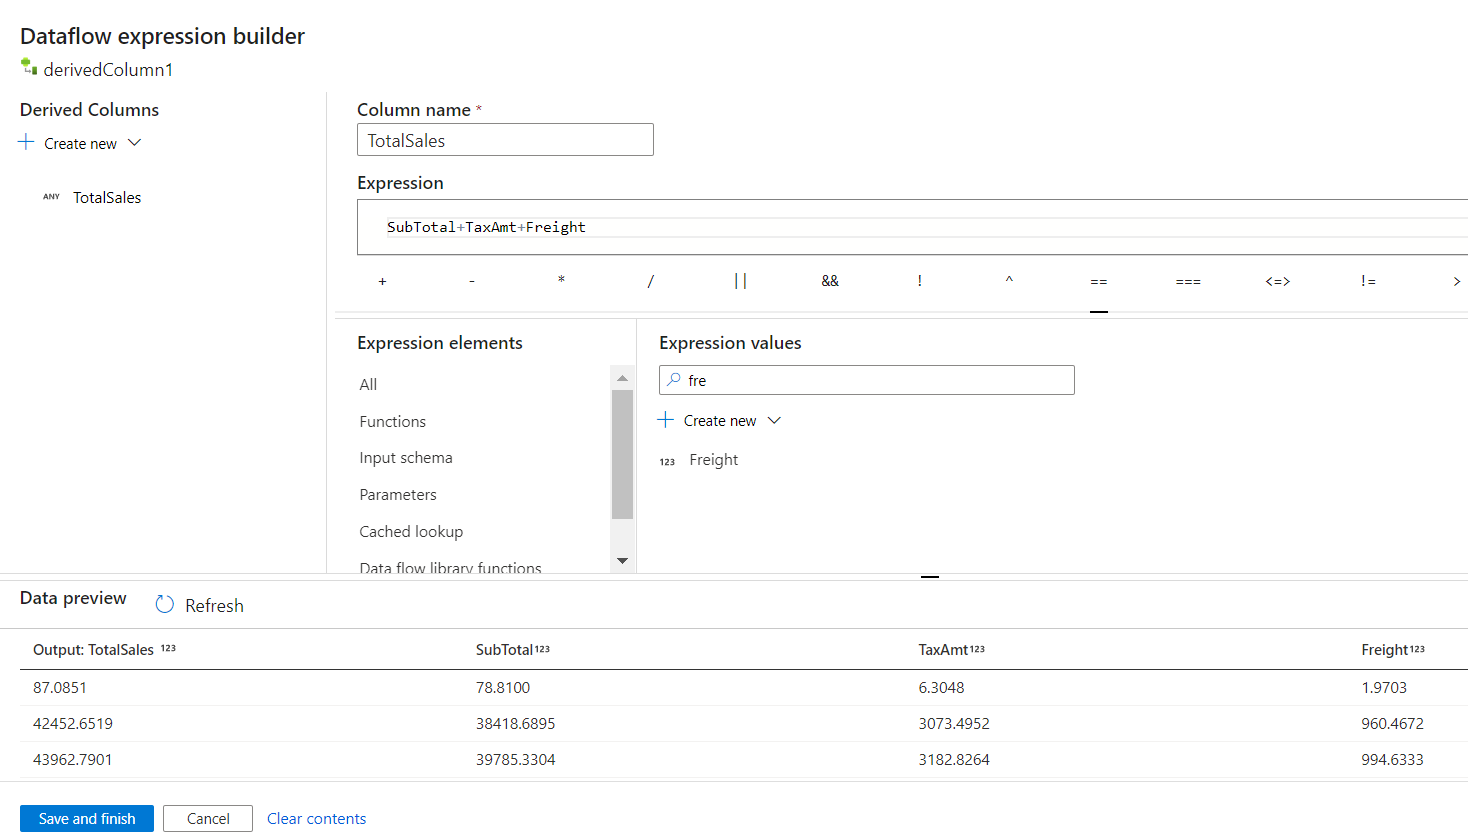 Dataflow expression builder
derivedColumn1
Derived Columns
Create new
ANY TotalSales
Column name *
TotalSales
Expression
SubTotal+TaxAmt+Freight
+ - * / || && ! ^ == === <=> != >
Expression elements
All
Functions
Input schema
Parameters
Cached lookup
Data flow library functions
Expression values
fre
Create new
123 Freight
Data preview Refresh
Output: TotalSales 123 SubTotal 123 TaxAmt 123 Freight 123
87.0851 78.8100 6.3048 1.9703
42452.6519 38418.6895 3073.4952 960.4672
43962.7901 39785.3304 3182.8264 994.6333
Save and finish Cancel Clear contents